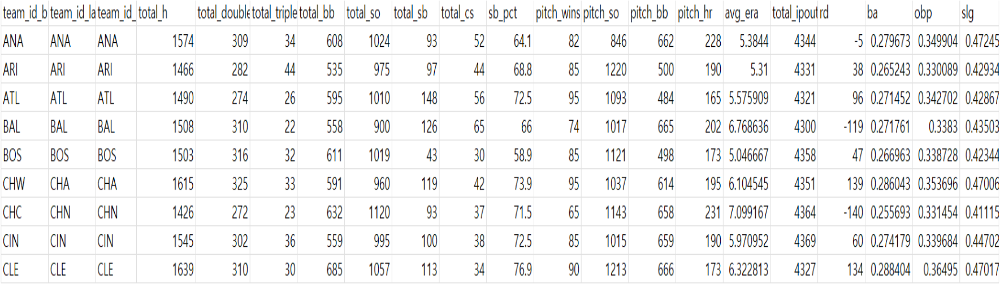 team_id_b team_id_la team_id_ total_h total_double total_triple total_bb total_so total_sb total_cs sb_pct pitch_wins pitch_so pitch_bb pitch_hr avg_era total_ipout rd ba obp slg
ANA ANA ANA 1574 309 34 608 1024 93 52 64.1 82 846 662 228 5.3844 4344 -5 0.279673 0.349904 0.47245
ARI ARI ARI 1466 282 44 535 975 97 44 68.8 85 1220 500 190 5.31 4331 38 0.265243 0.330089 0.42934
ATL ATL ATL 1490 274 26 595 1010 148 56 72.5 95 1093 484 165 5.575909 4321 96 0.271452 0.342702 0.42867
BAL BAL BAL 1508 310 22 558 900 126 65 66 74 1017 665 202 6.768636 4300 -119 0.271761 0.3383 0.43503
BOS BOS BOS 1503 316 32 611 1019 43 30 58.9 85 1121 498 173 5.046667 4358 47 0.266963 0.338728 0.42344
CHW CHA CHA 1615 325 33 591 960 119 42 73.9 95 1037 614 195 6.104545 4351 139 0.286043 0.353696 0.47006
CHC CHN CHN 1426 272 23 632 1120 93 37 71.5 65 1143 658 231 7.099167 4364 -140 0.255693 0.331454 0.41115
CIN CIN CIN 1545 302 36 559 995 100 38 72.5 85 1015 659 190 5.970952 4369 60 0.274179 0.339684 0.44702
CLE CLE CLE 1639 310 30 685 1057 113 34 76.9 90 1213 666 173 6.322813 4327 134 0.288404 0.36495 0.47017